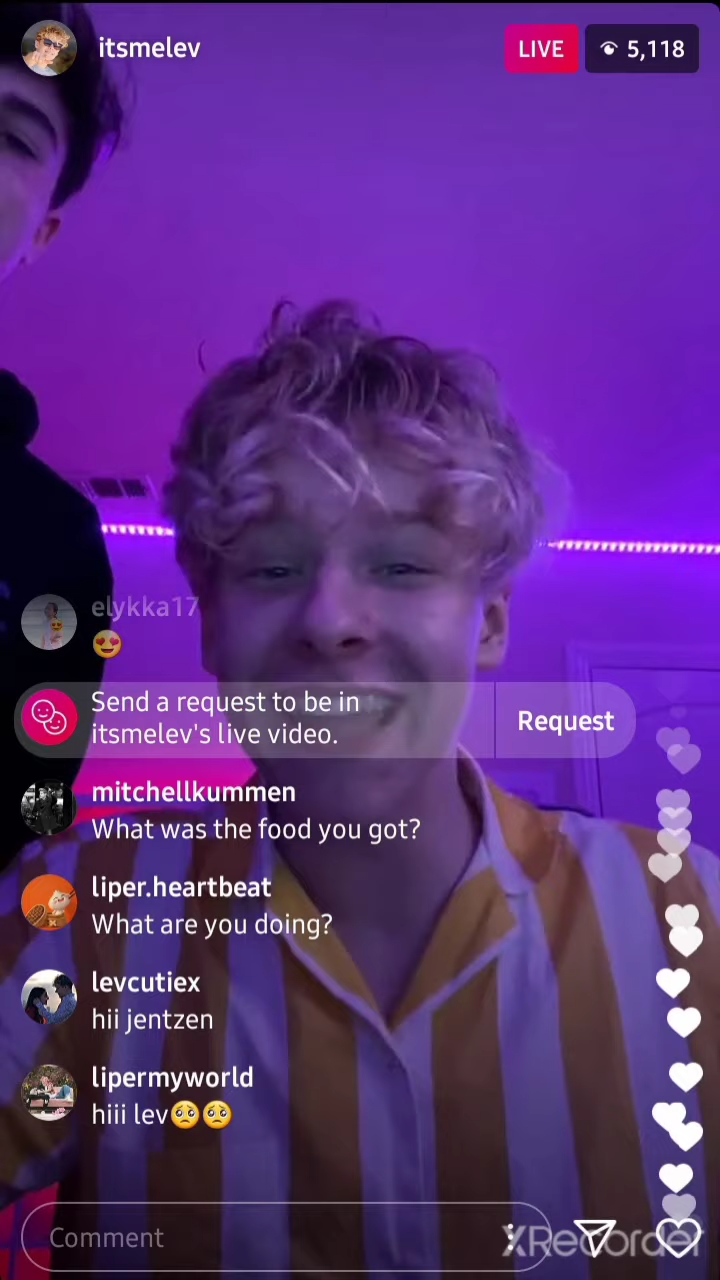 itsmelev
LIVE
5,118
elykka17
😍
Send a request to be in
itsmelev's live video.
Request
mitchellkummen
What was the food you got?
liper.heartbeat
What are you doing?
levcutiex
hii jentzen
lipermyworld
hiii lev🥺🥺
Comment
XRecorder